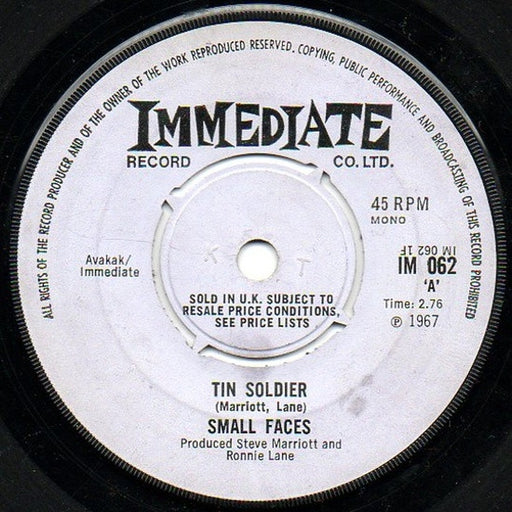 ALL RIGHTS OF THE RECORD PRODUCER AND OF THE OWNER OF THE WORK REPRODUCED RESERVED. COPYING, PUBLIC PERFORMANCE AND BROADCASTING OF THIS RECORD PROHIBITED
IMMEDIATE
RECORD CO. LTD.
45 RPM
MONO
K T
IM 062 1F
Avakak/
Immediate
IM 062
'A'
SOLD IN U.K. SUBJECT TO
RESALE PRICE CONDITIONS,
SEE PRICE LISTS
Time: 2.76
℗ 1967
TIN SOLDIER
(Marriott, Lane)
SMALL FACES
Produced Steve Marriott and
Ronnie Lane